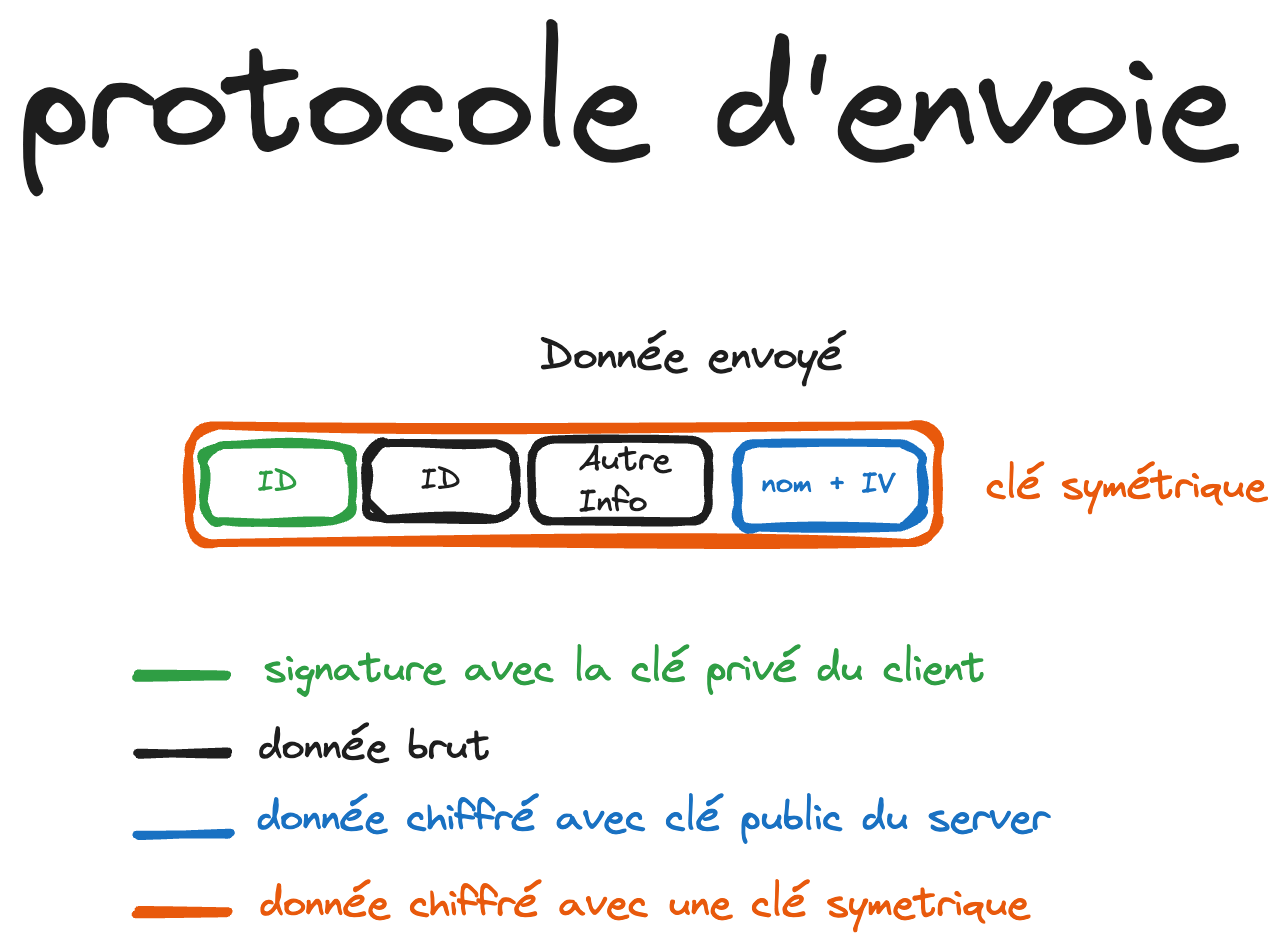 protocole d'envoie
Donnée envoyé
ID
ID
Autre
Info
nom + IV
clé symétrique
signature avec la clé privé du client
donnée brut
donnée chiffré avec clé public du server
donnée chiffré avec une clé symetrique